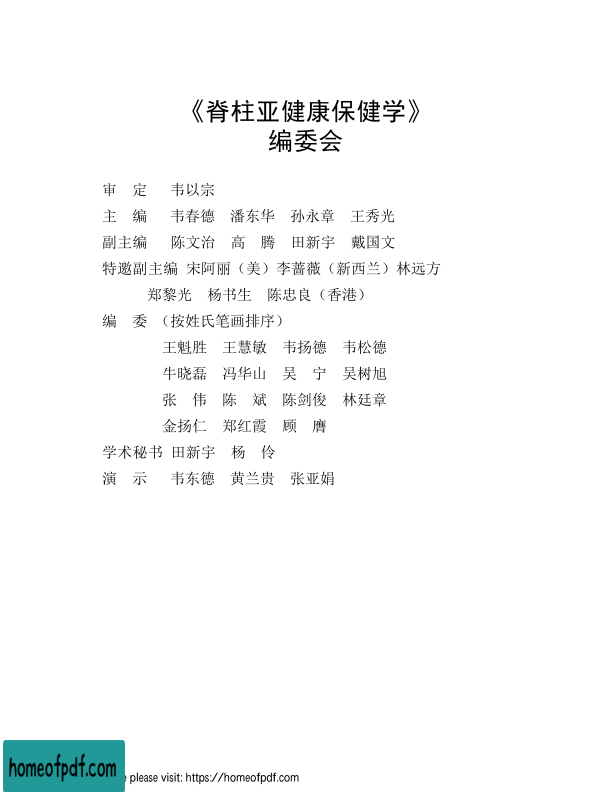 《脊柱亚健康保健学》
编委会
审　定　韦以宗
主　编　韦春德　潘东华　孙永章　王秀光
副主编　陈文治　高　腾　田新宇　戴国文
特邀副主编 宋阿丽（美）李蔷薇（新西兰）林远方
郑黎光　杨书生　陈忠良（香港）
编　委　（按姓氏笔画排序）
王魁胜　王慧敏　韦扬德　韦松德
牛晓磊　冯华山　吴　宁　吴树旭
张　伟　陈　斌　陈剑俊　林廷章
金扬仁　郑红霞　顾　膺
学术秘书 田新宇　杨　伶
演　示　韦东德　黄兰贵　张亚娟
homeofpdf.com
please visit: https://homeofpdf.com